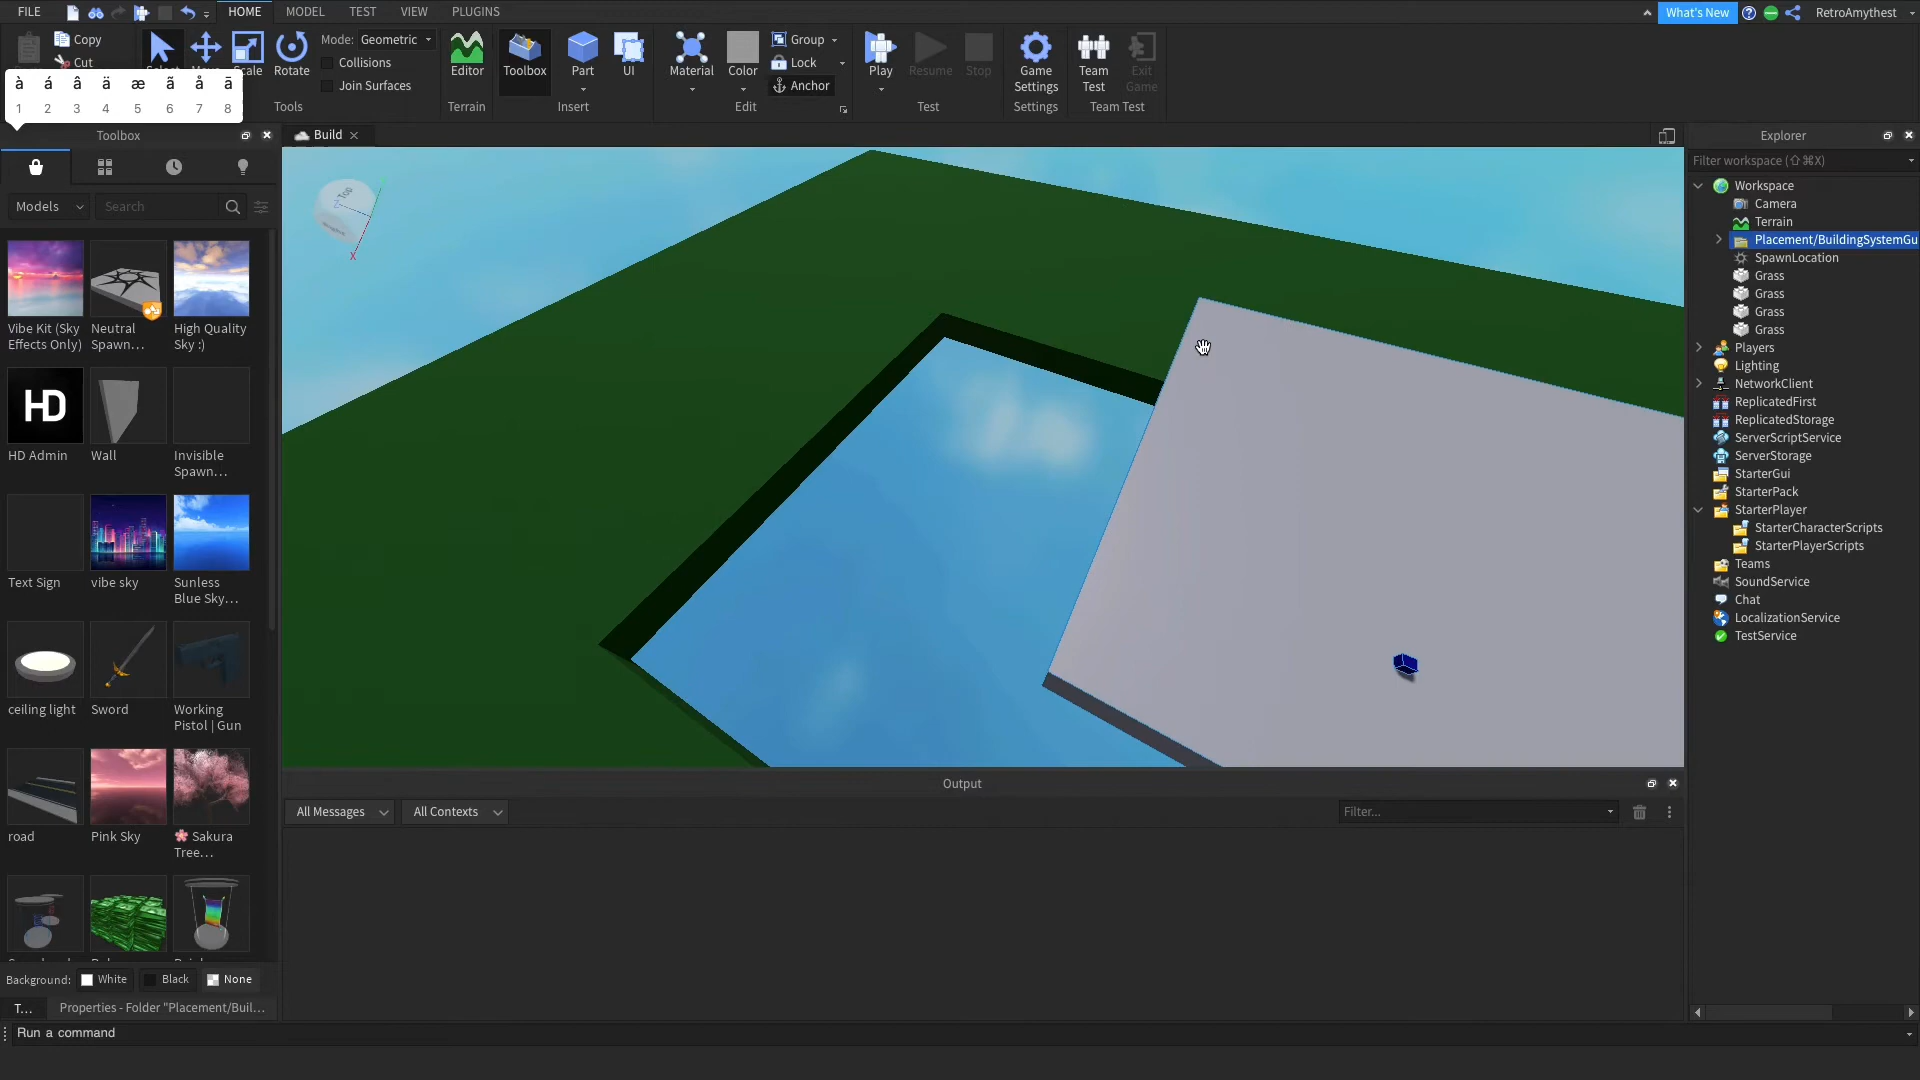 FILE HOME MODEL TEST VIEW PLUGINS What's New RetroAmythest
Copy
Cut
Select Move Scale Rotate
Mode: Geometric
Collisions
Join Surfaces
Tools
Editor
Terrain
Toolbox Part UI
Insert
Material Color
Group
Lock
Anchor
Edit
Play Resume Stop
Test
Game Settings
Settings
Team Test
Exit Game
Team Test
à á â ä æ ã å ā
1 2 3 4 5 6 7 8
Toolbox
Models
Search
Vibe Kit (Sky Effects Only)
Neutral Spawn...
High Quality Sky :)
HD
HD Admin
Wall
Invisible Spawn...
Text Sign
vibe sky
Sunless Blue Sky...
ceiling light
Sword
Working Pistol | Gun
road
Pink Sky
🌸 Sakura Tree...
Background: White Black None
T... Properties - Folder "Placement/Buil...
Run a command
Build
Top
Z
X
Output
All Messages All Contexts Filter...
Explorer
Filter workspace (⇧⌘X)
Workspace
Camera
Terrain
Placement/BuildingSystemGu
SpawnLocation
Grass
Grass
Grass
Grass
Players
Lighting
NetworkClient
ReplicatedFirst
ReplicatedStorage
ServerScriptService
ServerStorage
StarterGui
StarterPack
StarterPlayer
StarterCharacterScripts
StarterPlayerScripts
Teams
SoundService
Chat
LocalizationService
TestService